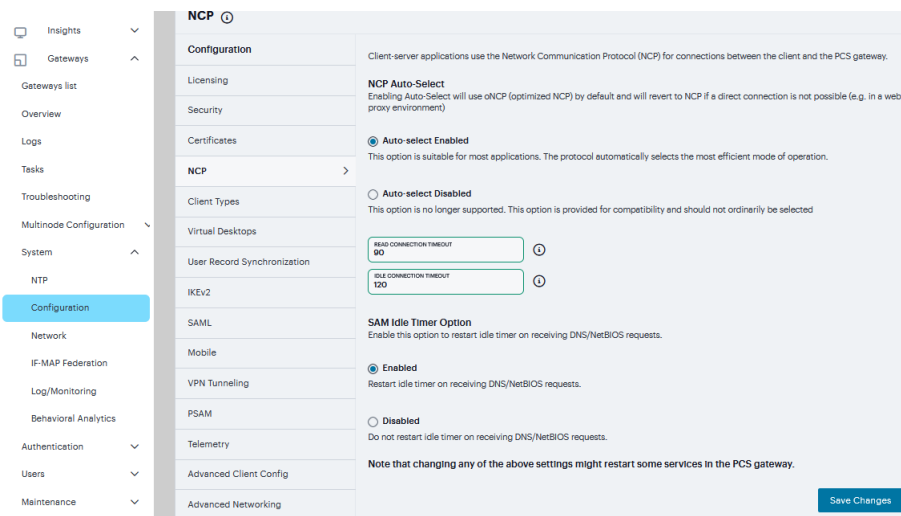 Insights
Gateways
Gateways list
Overview
Logs
Tasks
Troubleshooting
Multinode Configuration
System
NTP
Configuration
Network
IF-MAP Federation
Log/Monitoring
Behavioral Analytics
Authentication
Users
Maintenance
NCP
Configuration
Licensing
Security
Certificates
NCP
Client Types
Virtual Desktops
User Record Synchronization
IKEv2
SAML
Mobile
VPN Tunneling
PSAM
Telemetry
Advanced Client Config
Advanced Networking
Client-server applications use the Network Communication Protocol (NCP) for connections between the client and the PCS gateway.
NCP Auto-Select
Enabling Auto-Select will use oNCP (optimized NCP) by default and will revert to NCP if a direct connection is not possible (e.g. in a web
proxy environment)
Auto-select Enabled
This option is suitable for most applications. The protocol automatically selects the most efficient mode of operation.
Auto-select Disabled
This option is no longer supported. This option is provided for compatibility and should not ordinarily be selected
READ CONNECTION TIMEOUT
90
IDLE CONNECTION TIMEOUT
120
SAM Idle Timer Option
Enable this option to restart idle timer on receiving DNS/NetBIOS requests.
Enabled
Restart idle timer on receiving DNS/NetBIOS requests.
Disabled
Do not restart idle timer on receiving DNS/NetBIOS requests.
Note that changing any of the above settings might restart some services in the PCS gateway.
Save Changes